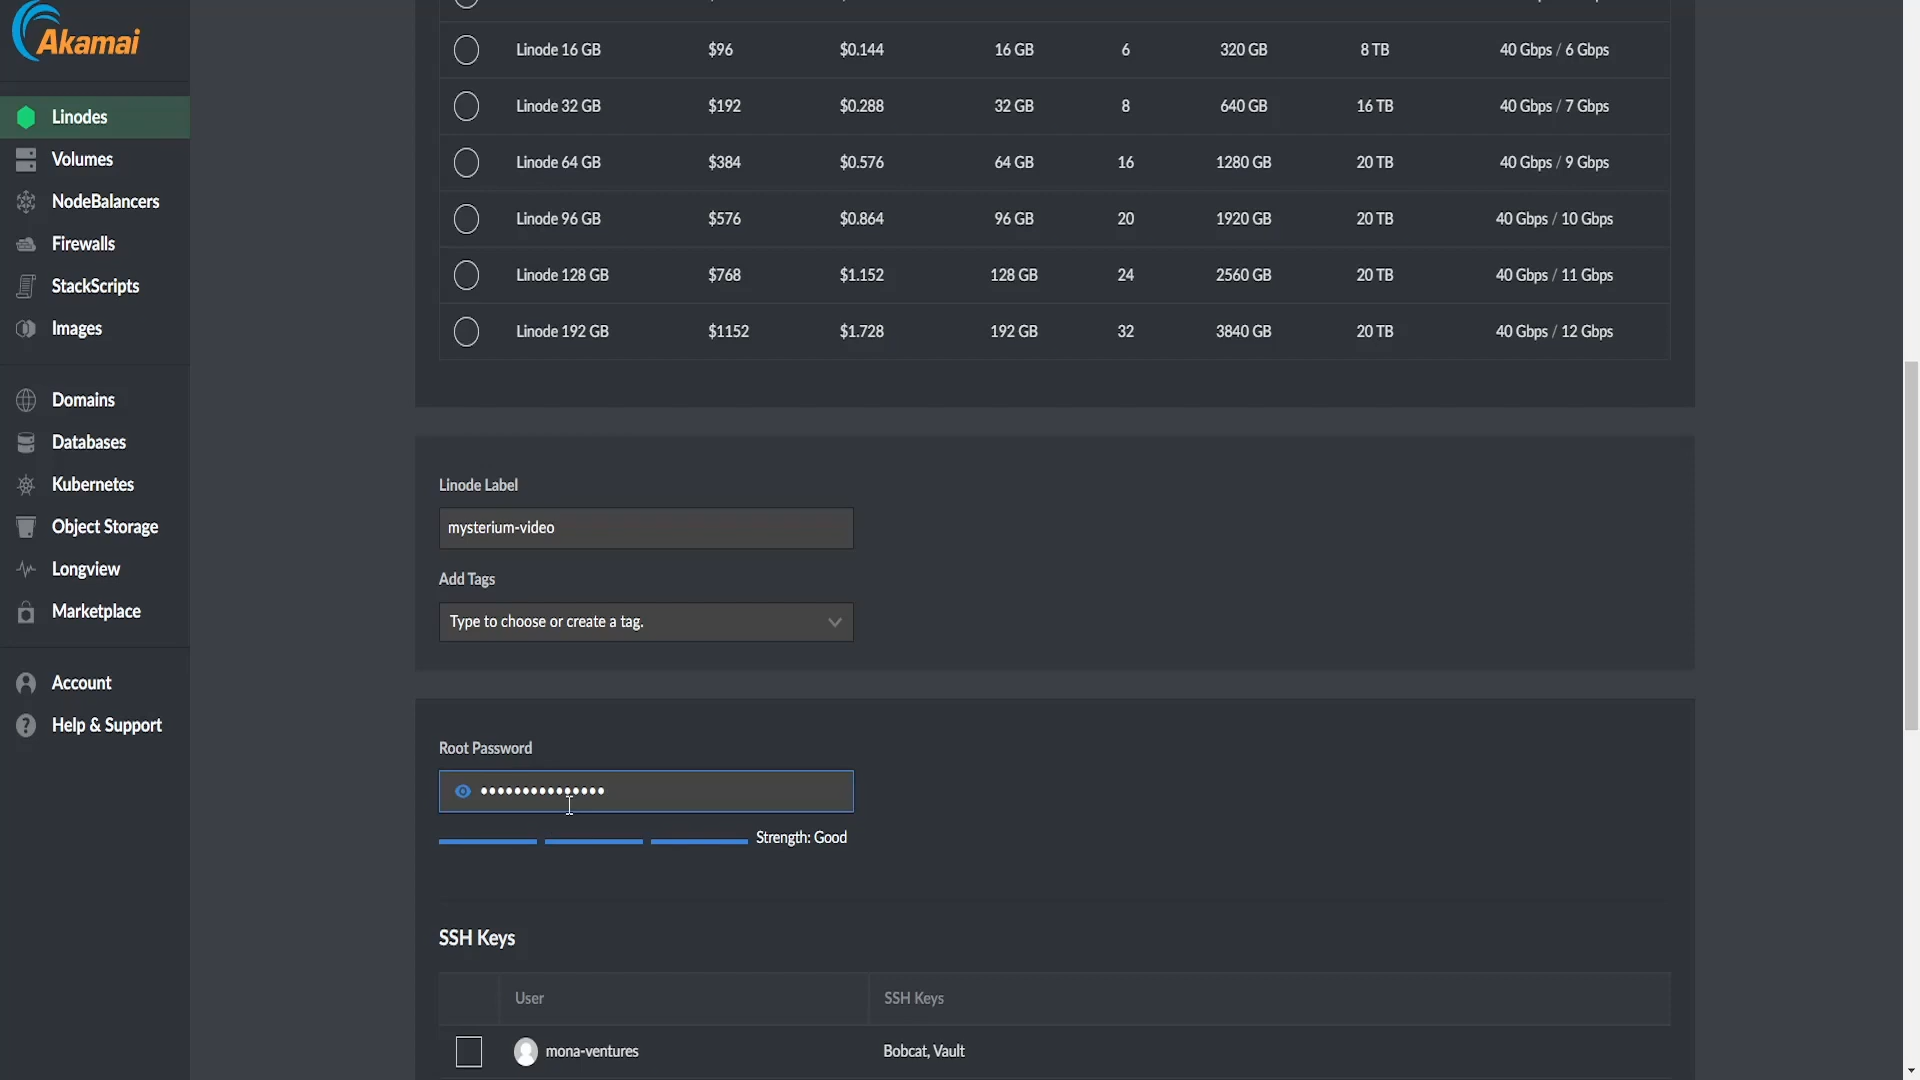 Akamai
Linodes
Volumes
NodeBalancers
Firewalls
StackScripts
Images
Domains
Databases
Kubernetes
Object Storage
Longview
Marketplace
Account
Help & Support
Linode 16 GB $96 $0.144 16 GB 6 320 GB 8 TB 40 Gbps / 6 Gbps
Linode 32 GB $192 $0.288 32 GB 8 640 GB 16 TB 40 Gbps / 7 Gbps
Linode 64 GB $384 $0.576 64 GB 16 1280 GB 20 TB 40 Gbps / 9 Gbps
Linode 96 GB $576 $0.864 96 GB 20 1920 GB 20 TB 40 Gbps / 10 Gbps
Linode 128 GB $768 $1.152 128 GB 24 2560 GB 20 TB 40 Gbps / 11 Gbps
Linode 192 GB $1152 $1.728 192 GB 32 3840 GB 20 TB 40 Gbps / 12 Gbps
Linode Label
mysterium-video
Add Tags
Type to choose or create a tag.
Root Password
•••••••••••••••
Strength: Good
SSH Keys
User SSH Keys
mona-ventures Bobcat, Vault